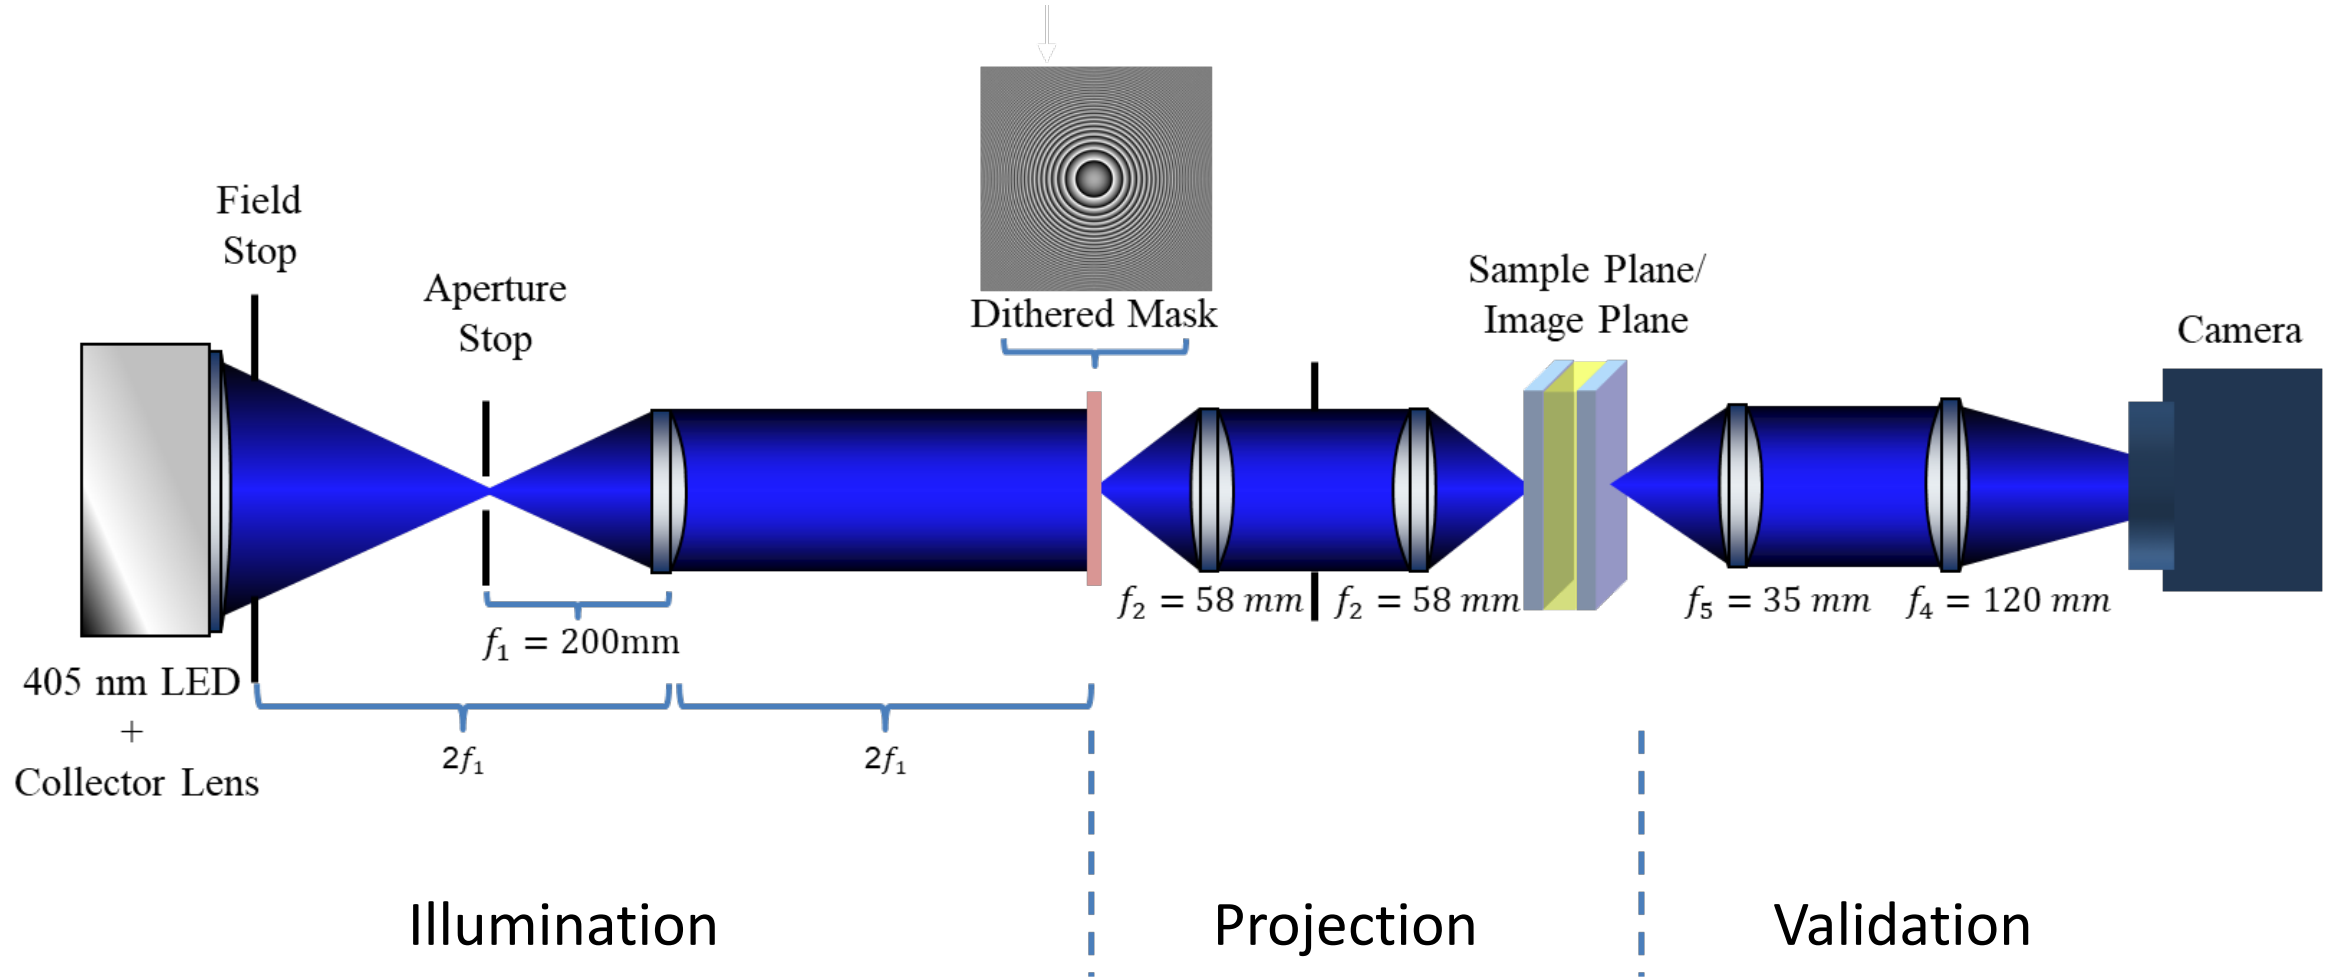 Field
Stop
Aperture
Stop
Dithered Mask
Sample Plane/
Image Plane
Camera
f₂ = 58 mm
f₂ = 58 mm
f₅ = 35 mm
f₄ = 120 mm
f₁ = 200mm
405 nm LED
+
Collector Lens
2f₁
2f₁
Illumination
Projection
Validation